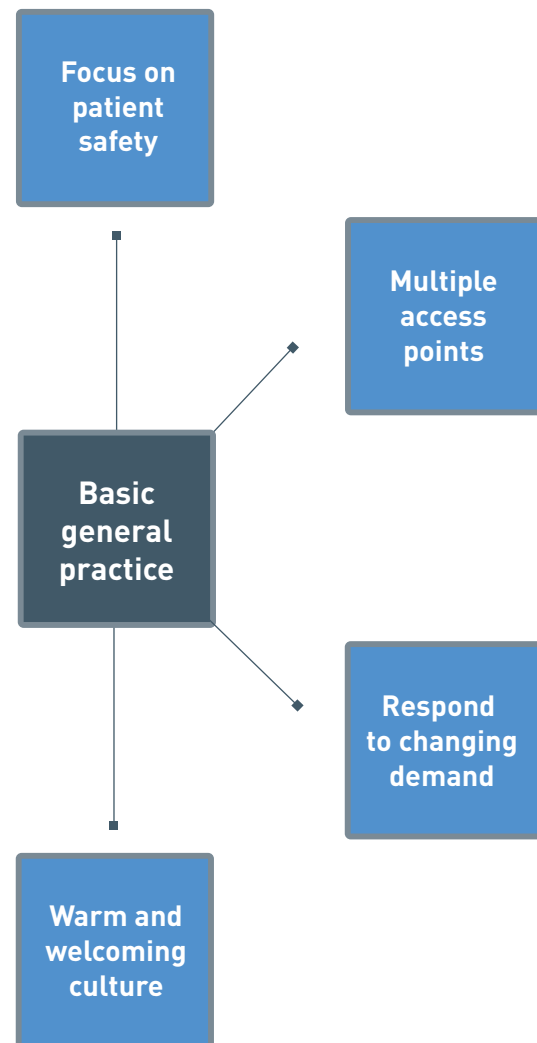 Focus on
patient
safety
Multiple
access
points
Basic
general
practice
Respond
to changing
demand
Warm and
welcoming
culture